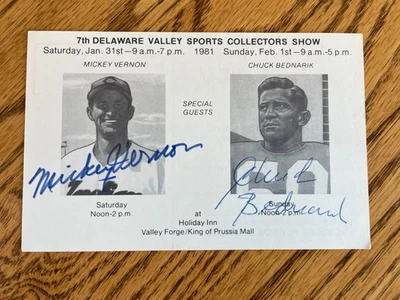 7th DELAWARE VALLEY SPORTS COLLECTORS SHOW
Saturday, Jan. 31st—9 a.m.-7 p.m. 1981 Sunday, Feb. 1st—9 a.m.-5 p.m.
MICKEY VERNON
CHUCK BEDNARIK
SPECIAL
GUESTS
Mickey Vernon
Chuck
Bednarik
Saturday
Noon-2 p.m.
Sunday
Noon-2 p.m.
at
Holiday Inn
Valley Forge/King of Prussia Mall